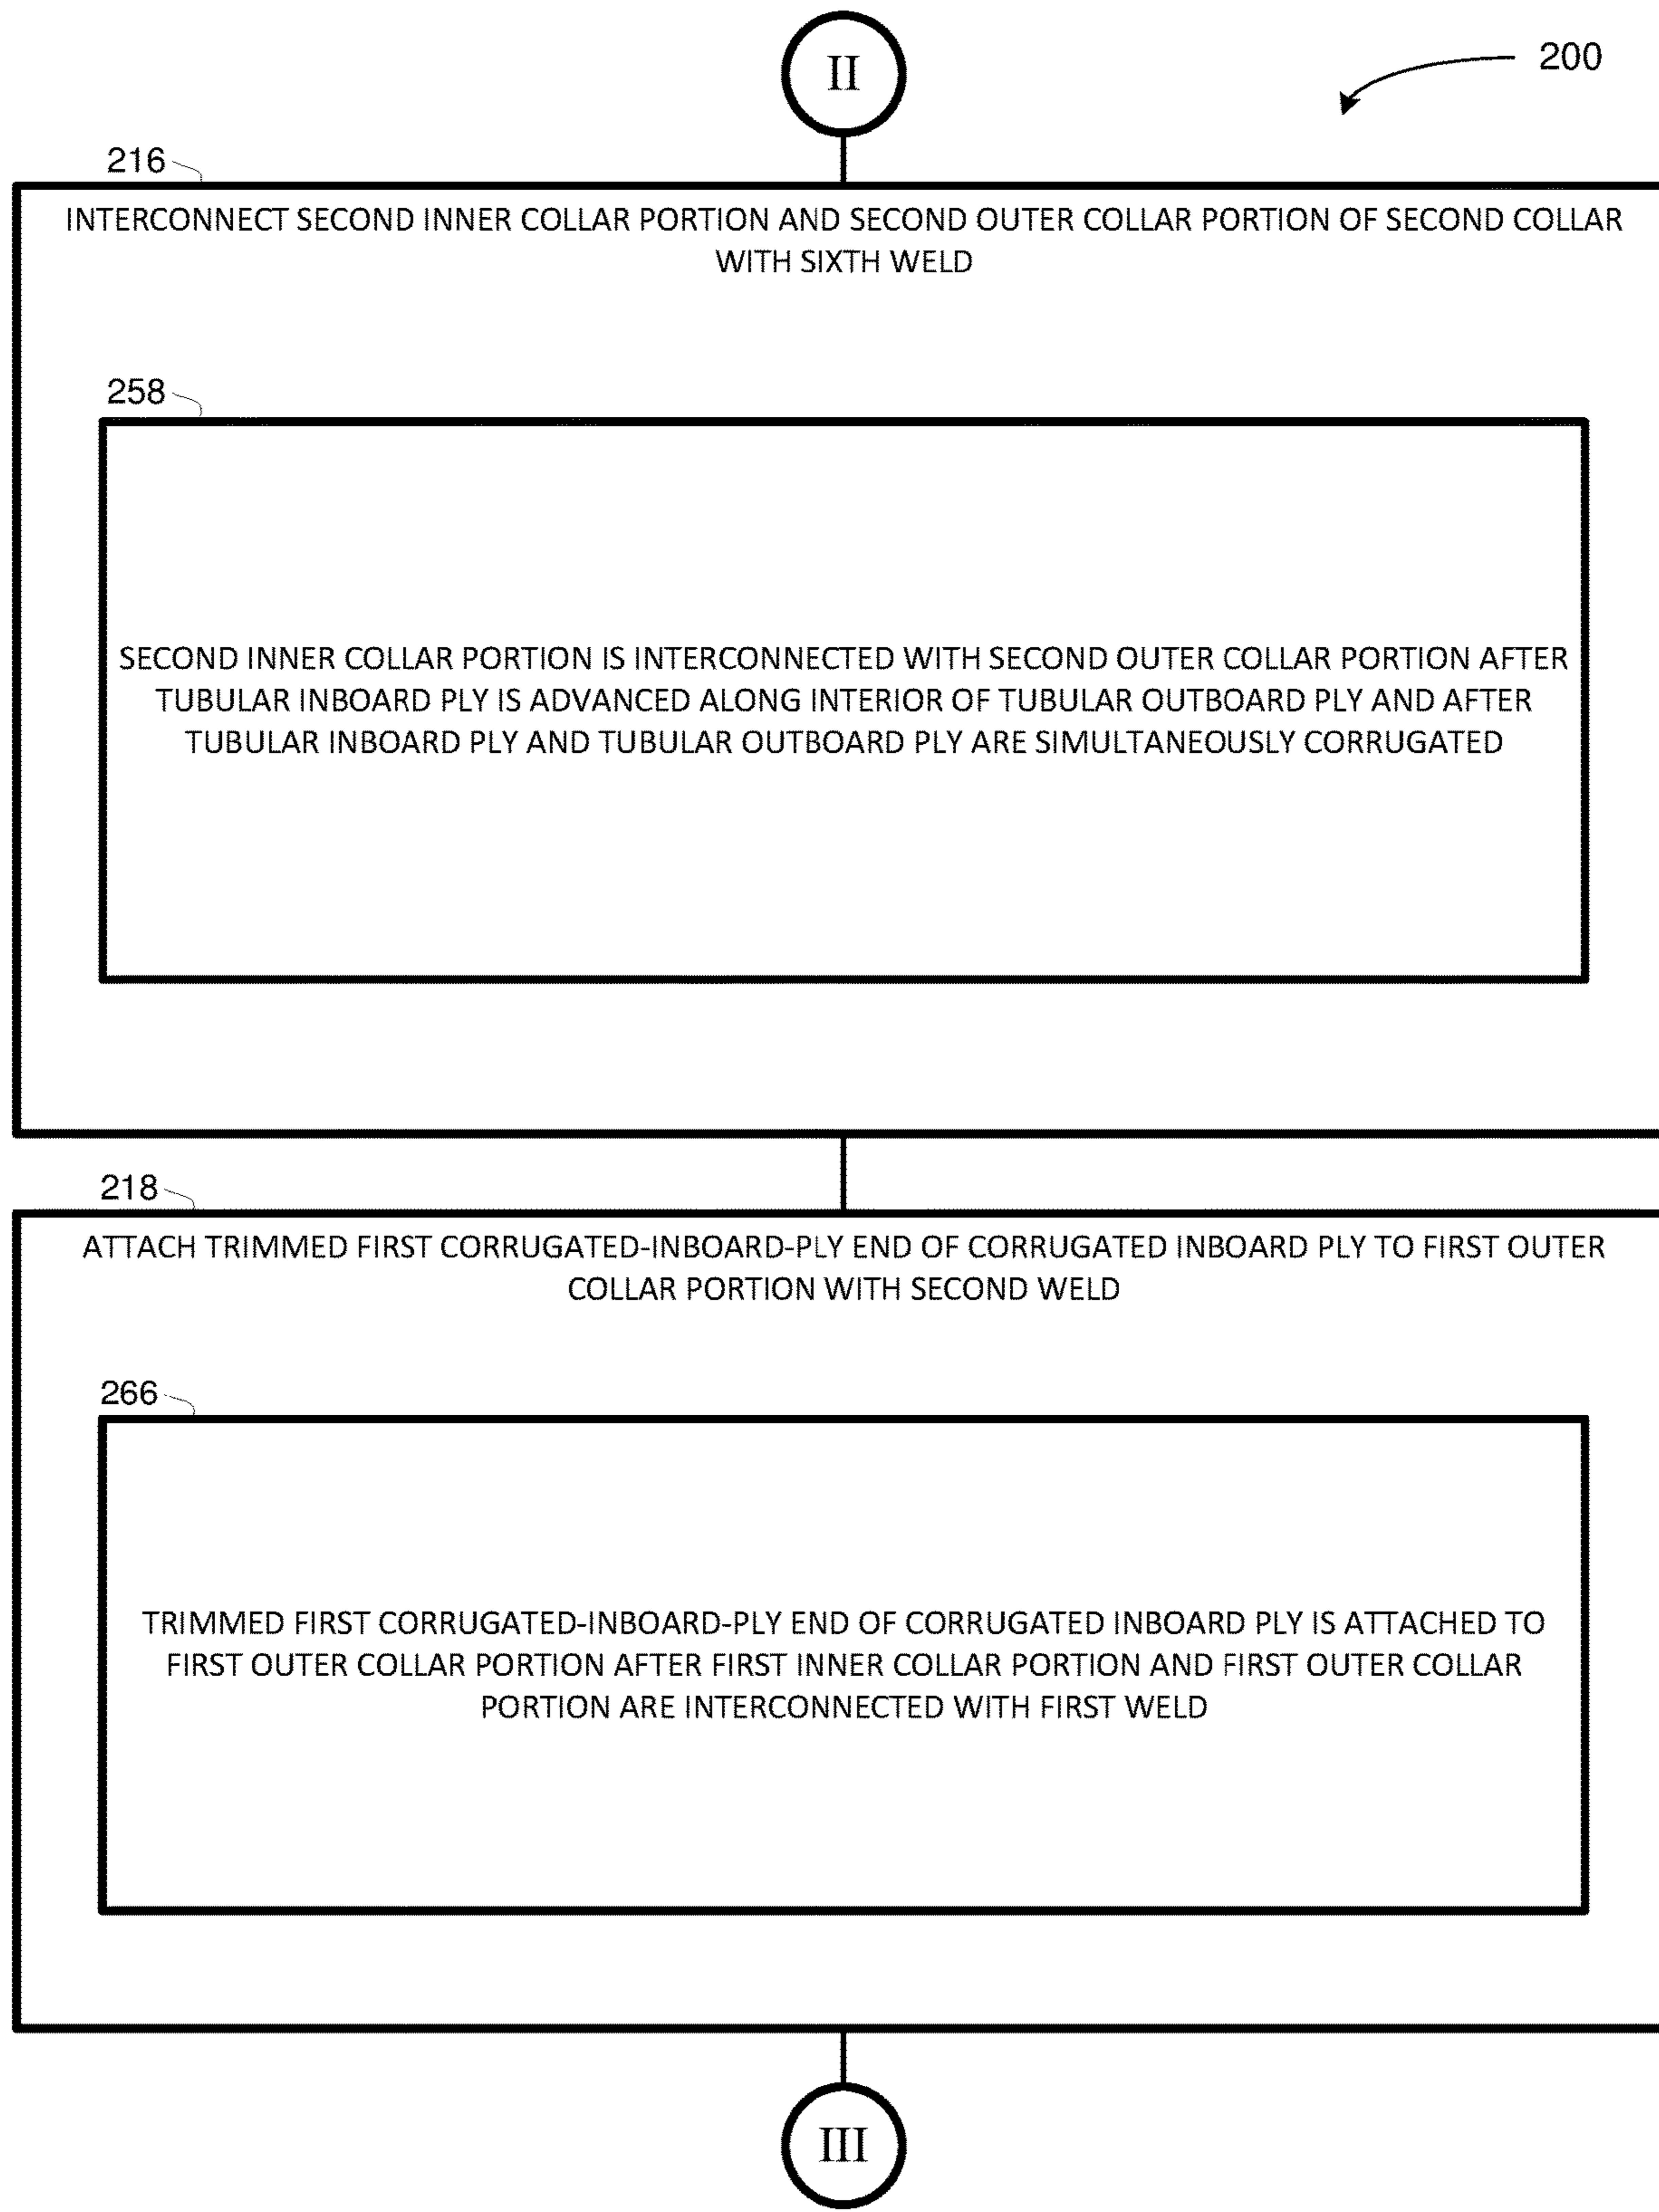 II
200
216
INTERCONNECT SECOND INNER COLLAR PORTION AND SECOND OUTER COLLAR PORTION OF SECOND COLLAR
WITH SIXTH WELD
258
SECOND INNER COLLAR PORTION IS INTERCONNECTED WITH SECOND OUTER COLLAR PORTION AFTER
TUBULAR INBOARD PLY IS ADVANCED ALONG INTERIOR OF TUBULAR OUTBOARD PLY AND AFTER
TUBULAR INBOARD PLY AND TUBULAR OUTBOARD PLY ARE SIMULTANEOUSLY CORRUGATED
218
ATTACH TRIMMED FIRST CORRUGATED-INBOARD-PLY END OF CORRUGATED INBOARD PLY TO FIRST OUTER
COLLAR PORTION WITH SECOND WELD
266
TRIMMED FIRST CORRUGATED-INBOARD-PLY END OF CORRUGATED INBOARD PLY IS ATTACHED TO
FIRST OUTER COLLAR PORTION AFTER FIRST INNER COLLAR PORTION AND FIRST OUTER COLLAR
PORTION ARE INTERCONNECTED WITH FIRST WELD
III